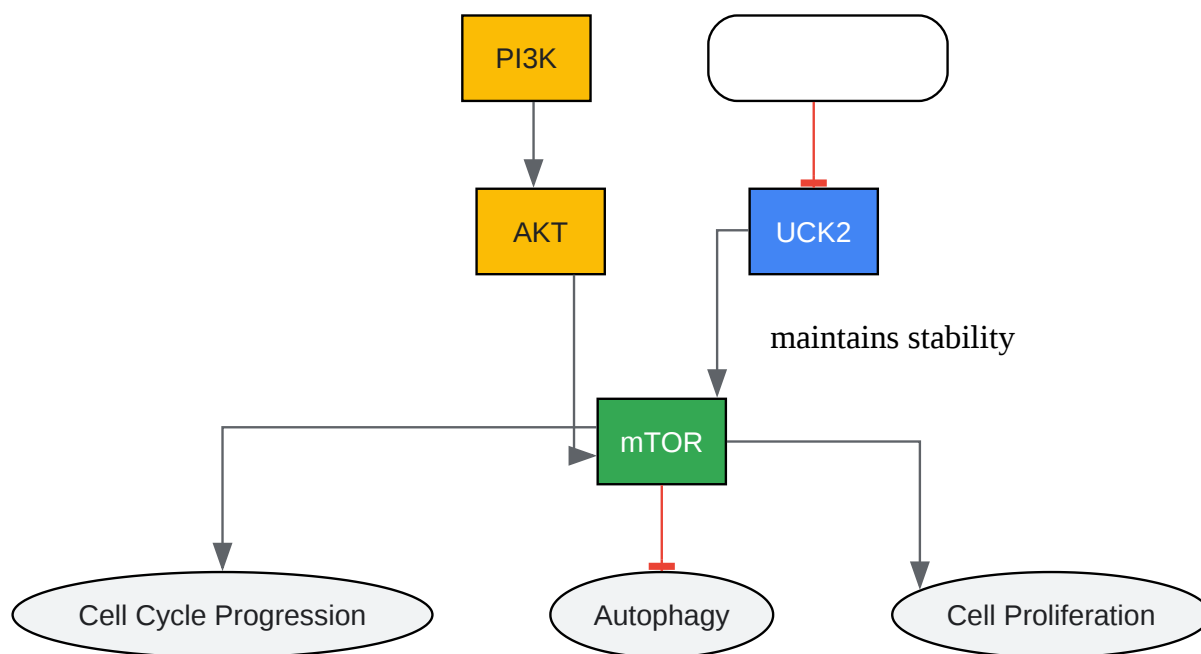 PI3K
AKT
UCK2
maintains stability
mTOR
Cell Cycle Progression
Autophagy
Cell Proliferation